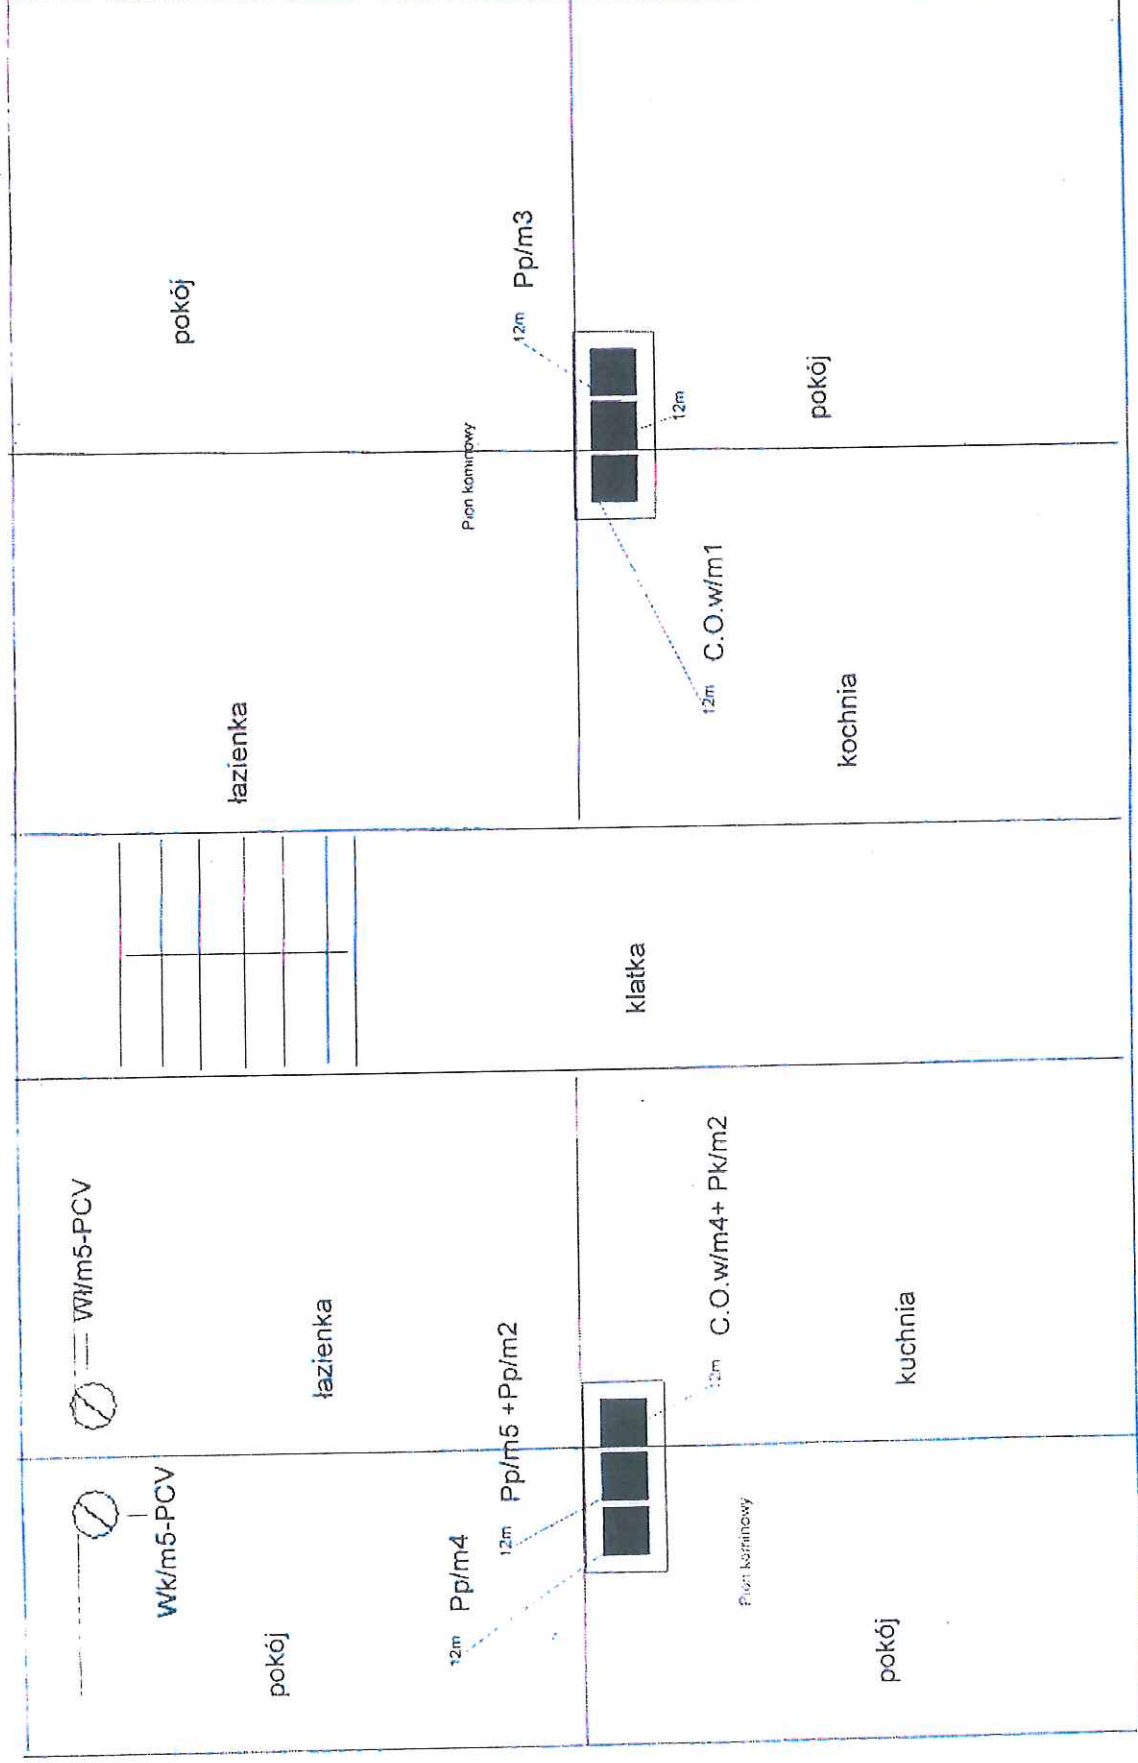 Wk/m5-PCV
Wł/m5-PCV
pokój
łazienka
łazienka
pokój
12m Pp/m4
12m Pp/m5 +Pp/m2
Pion kominowy
12m Pp/m3
klatka
12m
12m C.O.w/m4+ Pk/m2
12m C.O.w/m1
Pion kominowy
pokój
kuchnia
kochnia
pokój